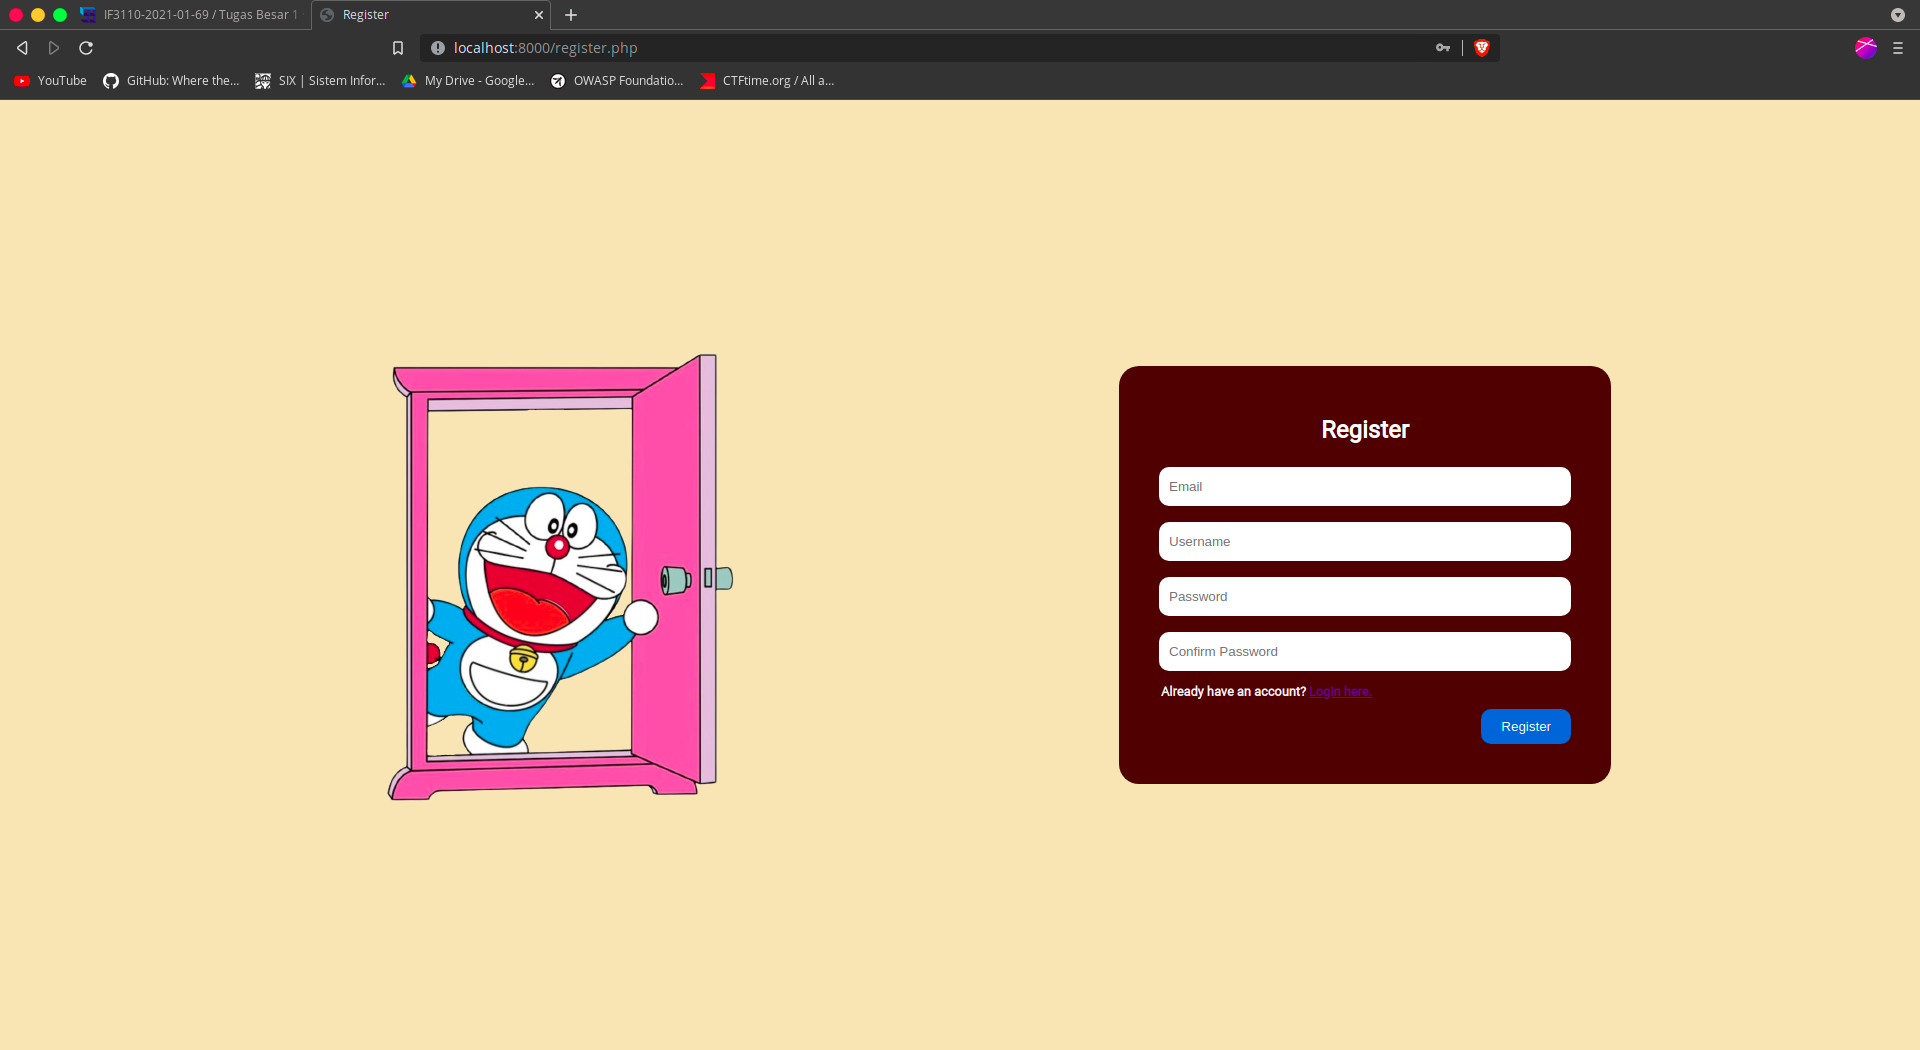 IF3110-2021-01-69 / Tugas Besar 1
Register
localhost:8000/register.php
YouTube
GitHub: Where the...
SIX | Sistem Infor...
My Drive - Google...
OWASP Foundatio...
CTFtime.org / All a...
Register
Email
Username
Password
Confirm Password
Already have an account? Login here.
Register